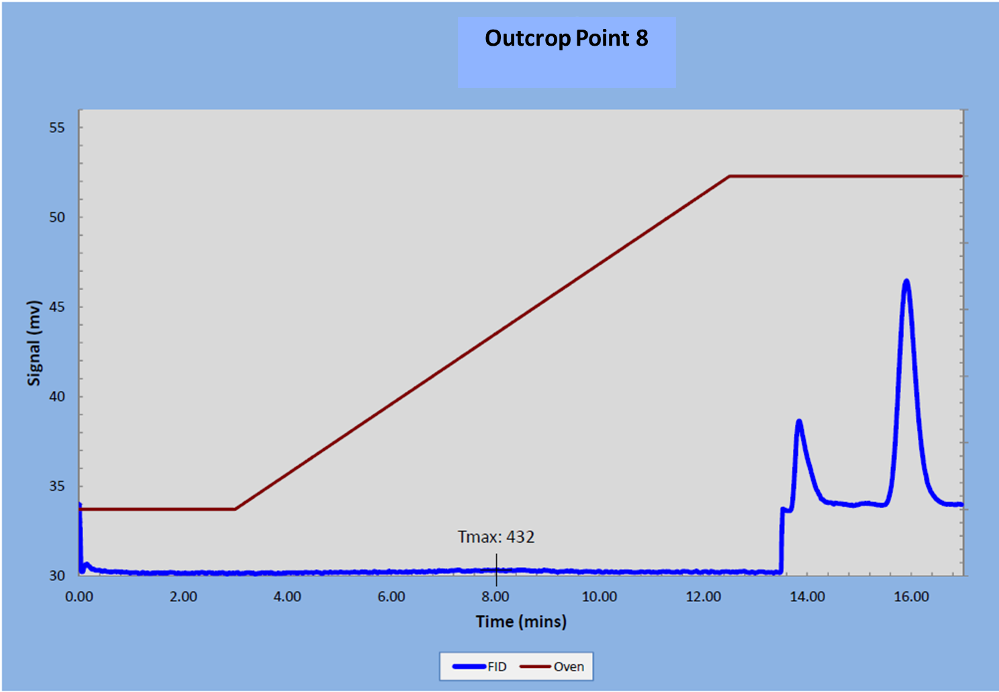 Outcrop Point 8
55
50
45
40
35
30
Signal (mv)
Tmax: 432
0.00 2.00 4.00 6.00 8.00 10.00 12.00 14.00 16.00
Time (mins)
FID Oven